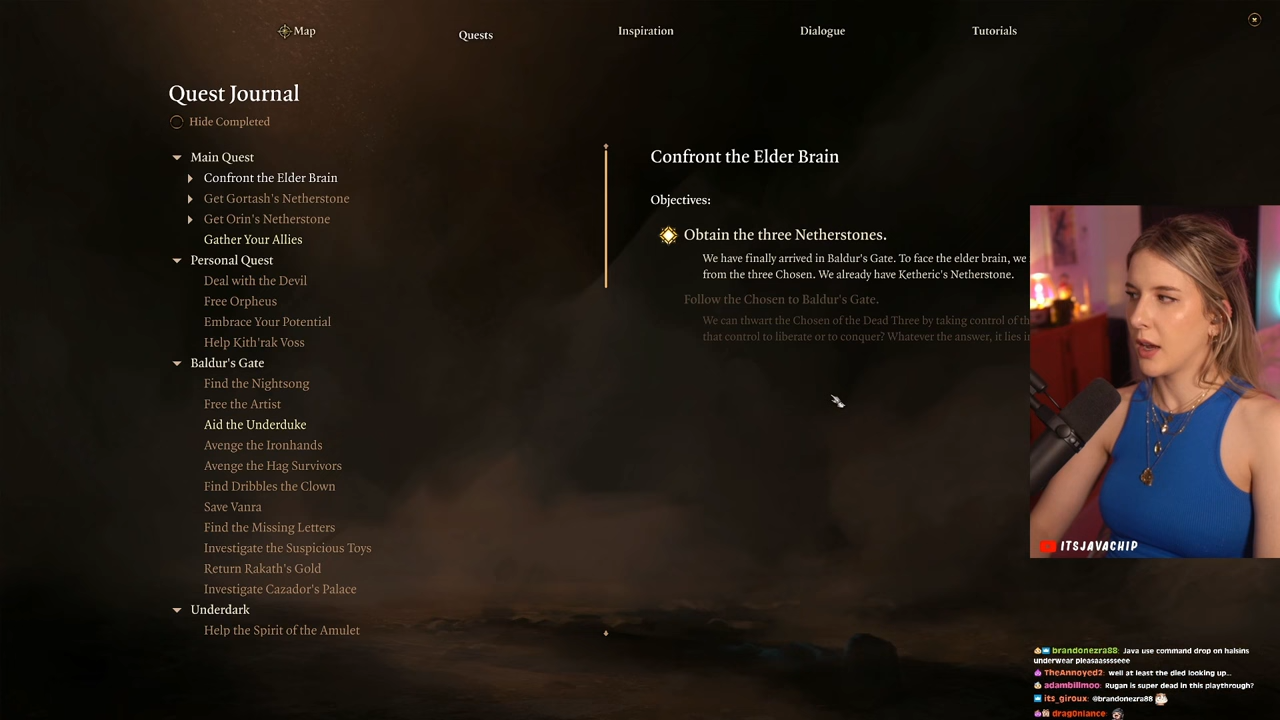 Map
Quests
Inspiration
Dialogue
Tutorials
Quest Journal
Hide Completed
Main Quest
Confront the Elder Brain
Get Gortash's Netherstone
Get Orin's Netherstone
Gather Your Allies
Personal Quest
Deal with the Devil
Free Orpheus
Embrace Your Potential
Help Kith'rak Voss
Baldur's Gate
Find the Nightsong
Free the Artist
Aid the Underduke
Avenge the Ironhands
Avenge the Hag Survivors
Find Dribbles the Clown
Save Vanra
Find the Missing Letters
Investigate the Suspicious Toys
Return Rakath's Gold
Investigate Cazador's Palace
Underdark
Help the Spirit of the Amulet
Confront the Elder Brain
Objectives:
Obtain the three Netherstones.
We have finally arrived in Baldur's Gate. To face the elder brain, we
from the three Chosen. We already have Ketheric's Netherstone.
Follow the Chosen to Baldur's Gate.
We can thwart the Chosen of the Dead Three by taking control of th
that control to liberate or to conquer? Whatever the answer, it lies i
ITSJAVACHIP
brandonezra88: Java use command drop on halsins
underwear pleasaasssseee
TheAnnoyed2: well at least the died looking up...
adambillmoo: Rugan is super dead in this playthrough?
its_giroux: @brandonezra88
drag0nlance: